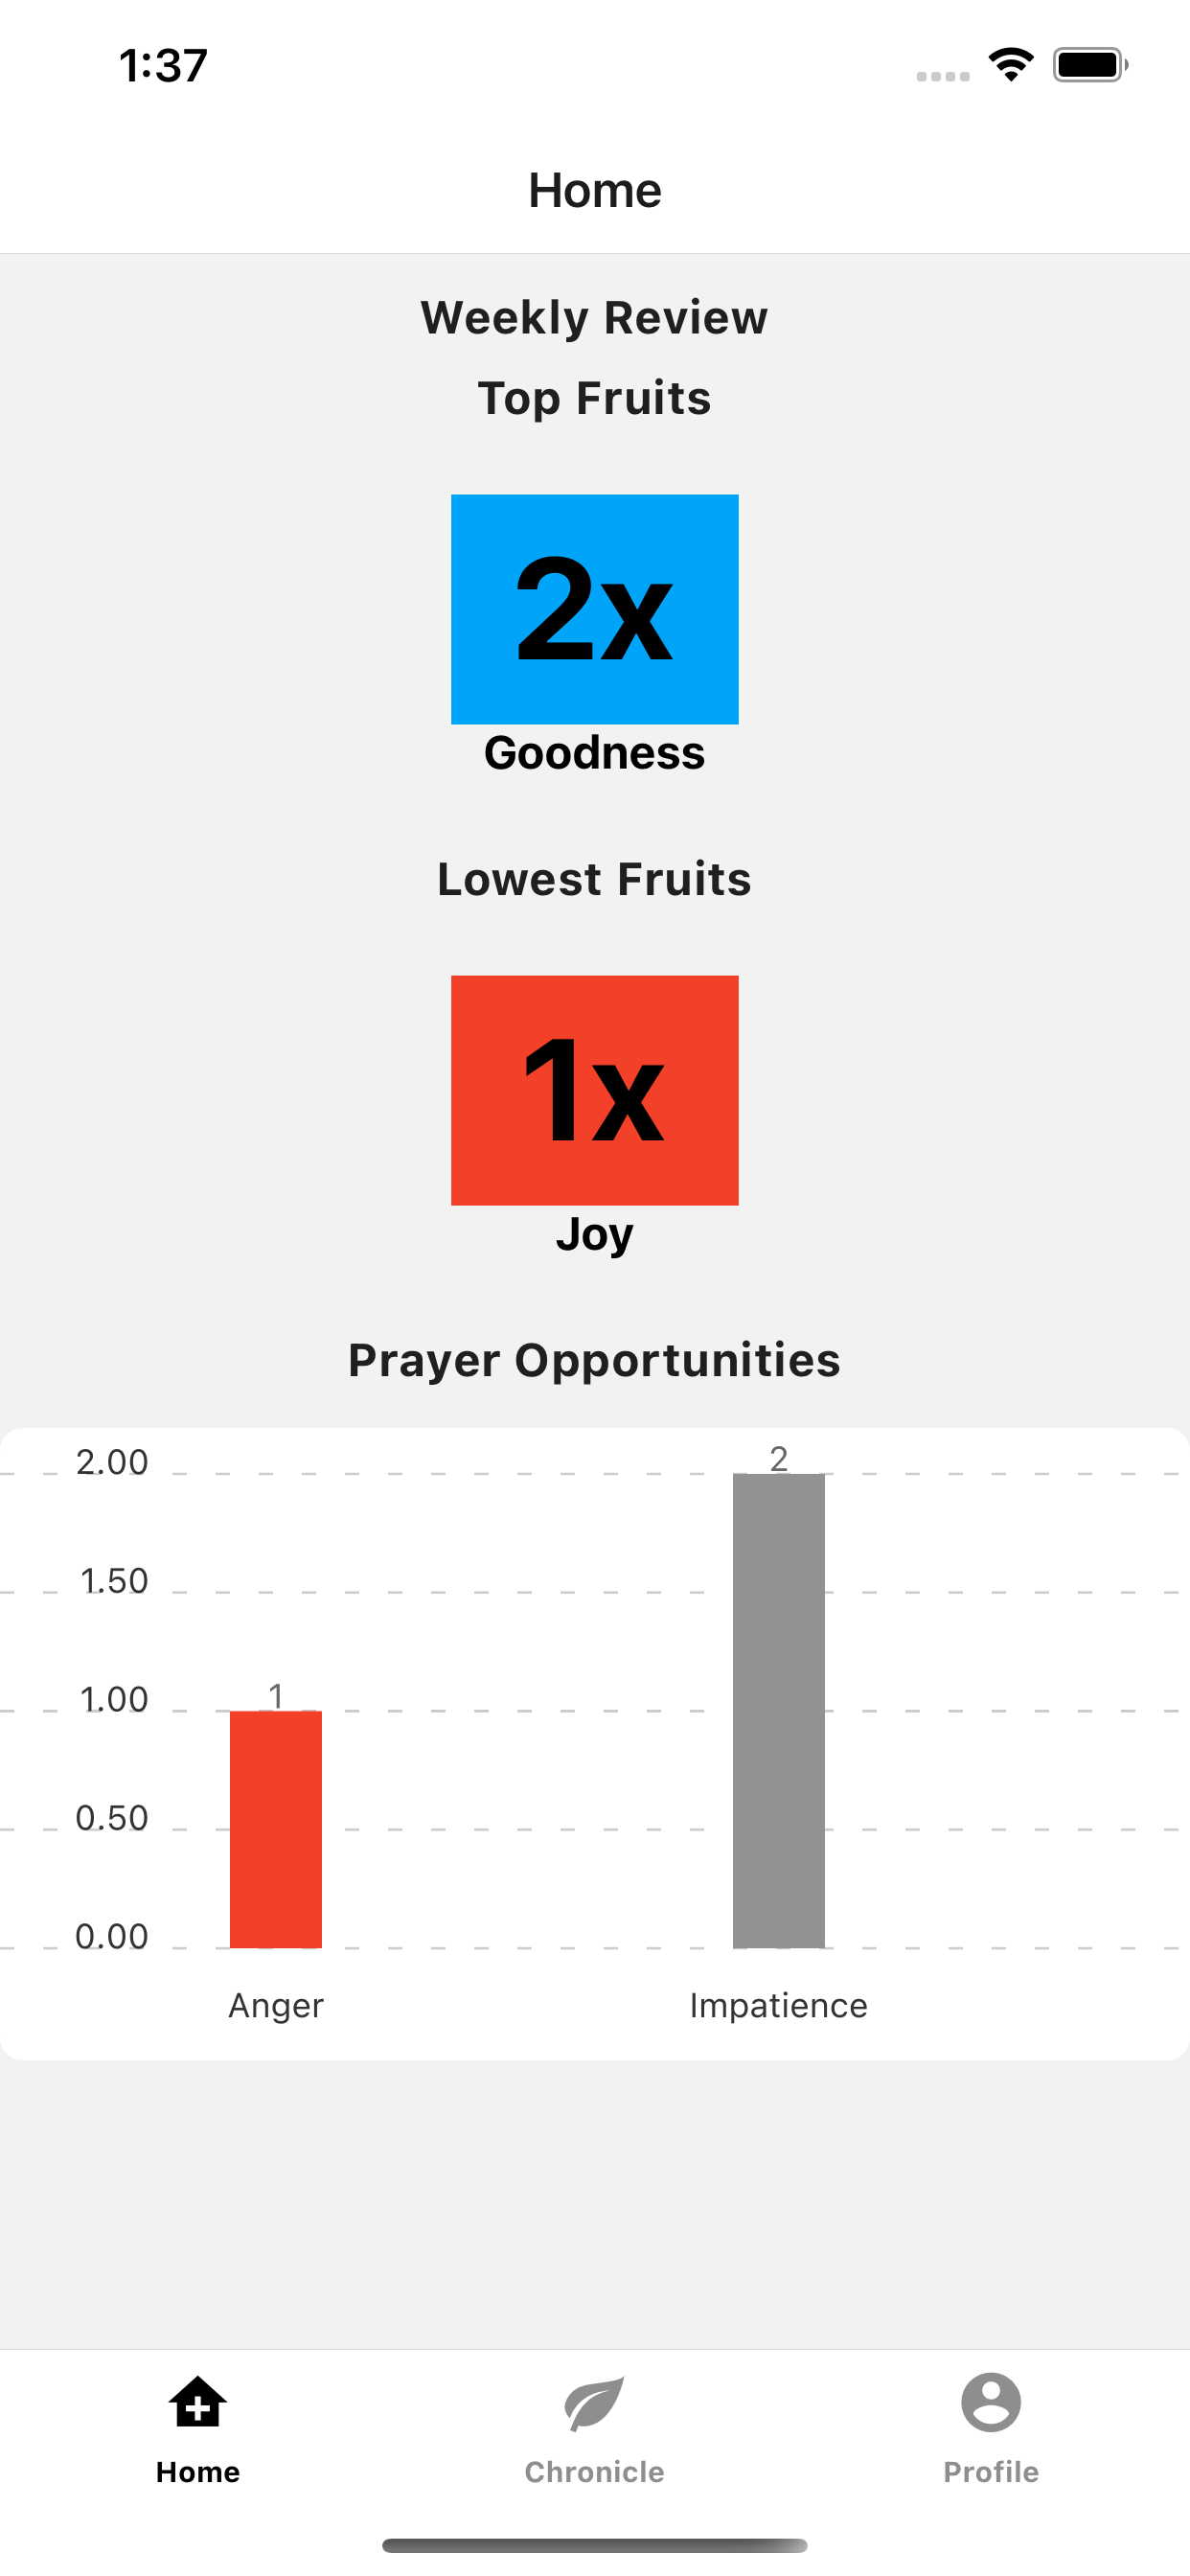 1:37
Home
Weekly Review
Top Fruits
2x
Goodness
Lowest Fruits
1x
Joy
Prayer Opportunities
2.00
2
1.50
1.00
1
0.50
0.00
Anger Impatience
Home Chronicle Profile